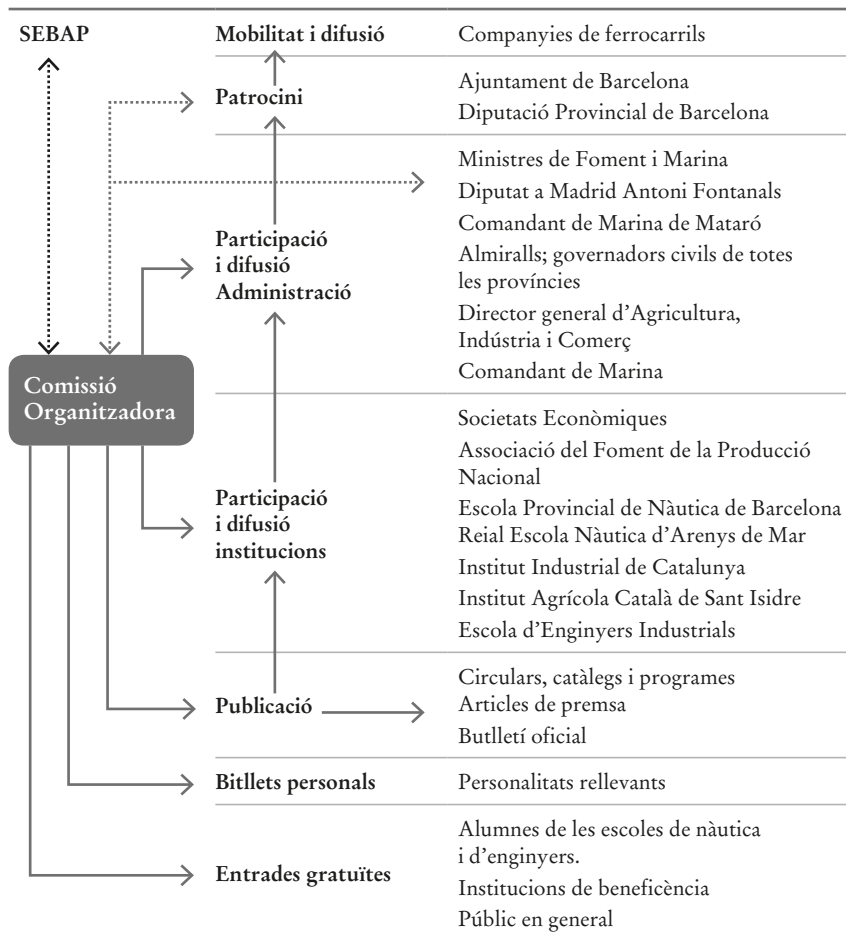 SEBAP
Mobilitat i difusió
Companyies de ferrocarrils
Patrocini
Ajuntament de Barcelona
Diputació Provincial de Barcelona
Participació
i difusió
Administració
Ministres de Foment i Marina
Diputat a Madrid Antoni Fontanals
Comandant de Marina de Mataró
Almiralls; governadors civils de totes
les províncies
Director general d’Agricultura,
Indústria i Comerç
Comandant de Marina
Comissió
Organitzadora
Participació
i difusió
institucions
Societats Econòmiques
Associació del Foment de la Producció
Nacional
Escola Provincial de Nàutica de Barcelona
Reial Escola Nàutica d’Arenys de Mar
Institut Industrial de Catalunya
Institut Agrícola Català de Sant Isidre
Escola d’Enginyers Industrials
Publicació
Circulars, catàlegs i programes
Articles de premsa
Butlletí oficial
Bitllets personals
Personalitats rellevants
Entrades gratuïtes
Alumnes de les escoles de nàutica
i d’enginyers.
Institucions de beneficència
Públic en general